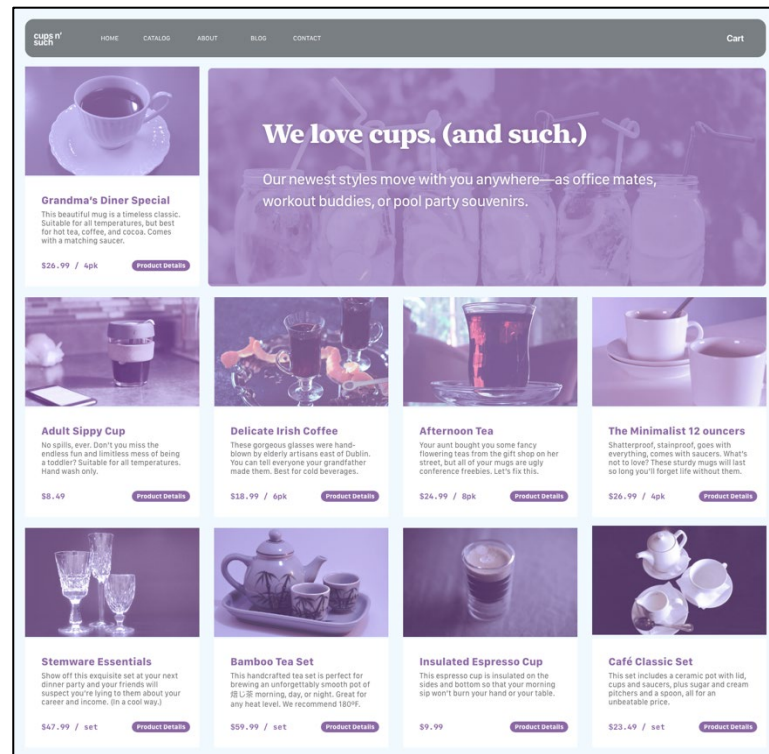 cups n'
such
HOME CATALOG ABOUT BLOG CONTACT
Cart
Grandma's Diner Special
This beautiful mug is a timeless classic.
Suitable for all temperatures, but best
for hot tea, coffee, and cocoa. Comes
with a matching saucer.
$26.99 / 4pk
Product Details
We love cups. (and such.)
Our newest styles move with you anywhere—as office mates,
workout buddies, or pool party souvenirs.
Adult Sippy Cup
No spills, ever. Don't you miss the
endless fun and limitless mess of being
a toddler? Suitable for all temperatures.
Hand wash only.
$8.49
Product Details
Delicate Irish Coffee
These gorgeous glasses were hand-
blown by elderly artisans east of Dublin.
You can tell everyone your grandfather
made them. Best for cold beverages.
$18.99 / 6pk
Product Details
Afternoon Tea
Your aunt bought you some fancy
flowering teas from the gift shop on her
street, but all of your mugs are ugly
conference freebies. Let's fix this.
$24.99 / 8pk
Product Details
The Minimalist 12 ouncers
Shatterproof, stainproof, goes with
everything, comes with saucers. What's
not to love? These sturdy mugs will last
so long you'll forget life without them.
$26.99 / 4pk
Product Details
Stemware Essentials
Show off this exquisite set at your next
dinner party and your friends will
suspect you're lying to them about your
career and income. (In a cool way.)
$47.99 / set
Product Details
Bamboo Tea Set
This handcrafted tea set is perfect for
brewing an unforgettably smooth pot of
焙じ茶 morning, day, or night. Great for
any heat level. We recommend 180ºF.
$59.99 / set
Product Details
Insulated Espresso Cup
This espresso cup is insulated on the
sides and bottom so that your morning
sip won't burn your hand or your table.
$9.99
Product Details
Café Classic Set
This set includes a ceramic pot with lid,
cups and saucers, plus sugar and cream
pitchers and a spoon, all for an
unbeatable price.
$23.49 / set
Product Details